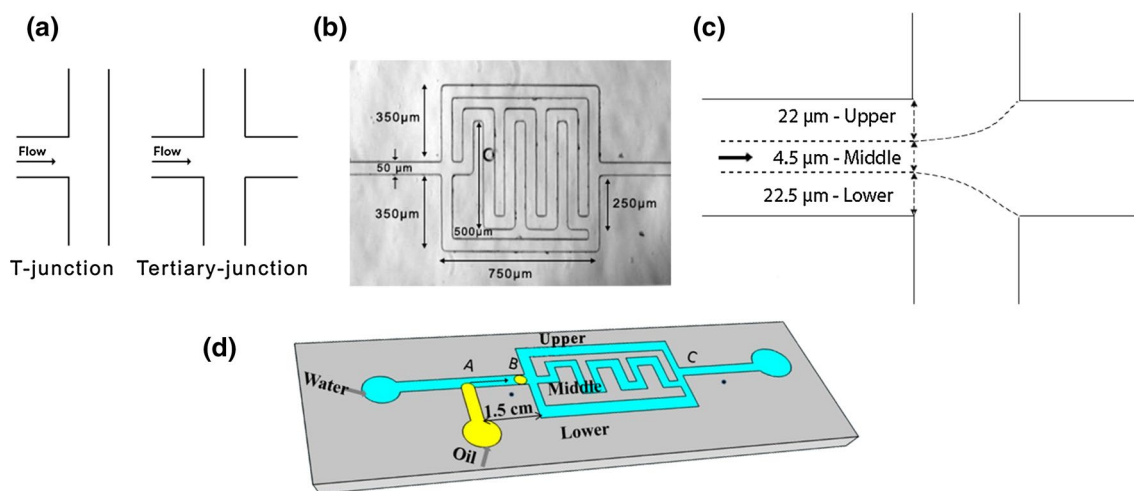 (a)
Flow
Flow
T-junction
Tertiary-junction
(b)
350µm
50 µm
350µm
500µm
250µm
750µm
(c)
22 µm - Upper
4.5 µm - Middle
22.5 µm - Lower
(d)
Upper
A
B
C
Water
Middle
1.5 cm
Lower
Oil